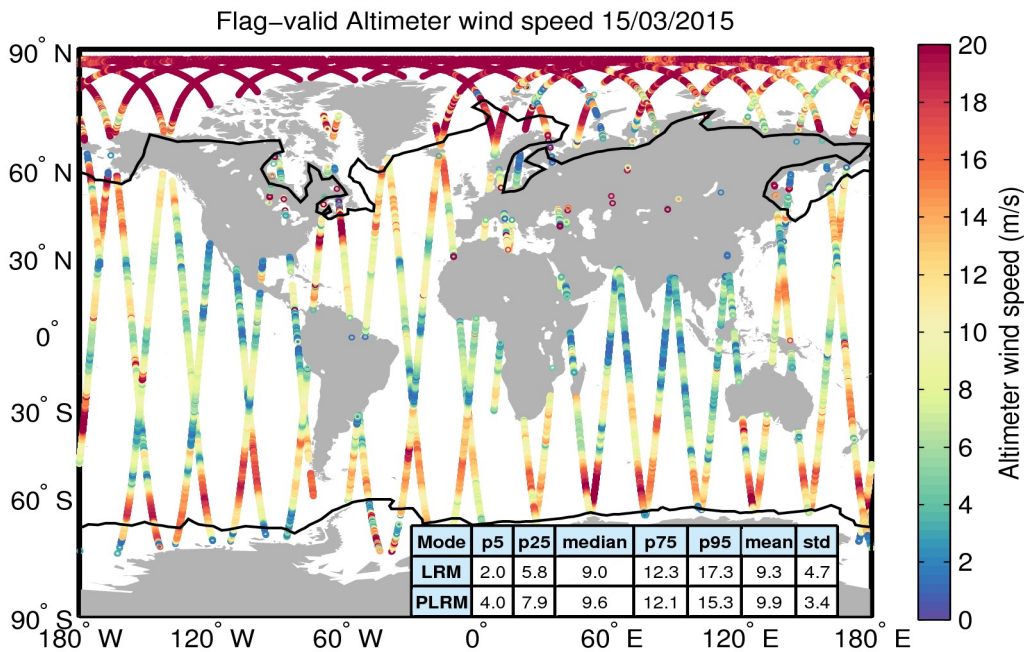 Flag−valid Altimeter wind speed 15/03/2015
90° N
60° N
30° N
0°
30° S
60° S
90° S
180° W
120° W
60° W
0°
60° E
120° E
180° E
Mode p5 p25 median p75 p95 mean std
LRM 2.0 5.8 9.0 12.3 17.3 9.3 4.7
PLRM 4.0 7.9 9.6 12.1 15.3 9.9 3.4
20
18
16
14
12
10
8
6
4
2
0
Altimeter wind speed (m/s)